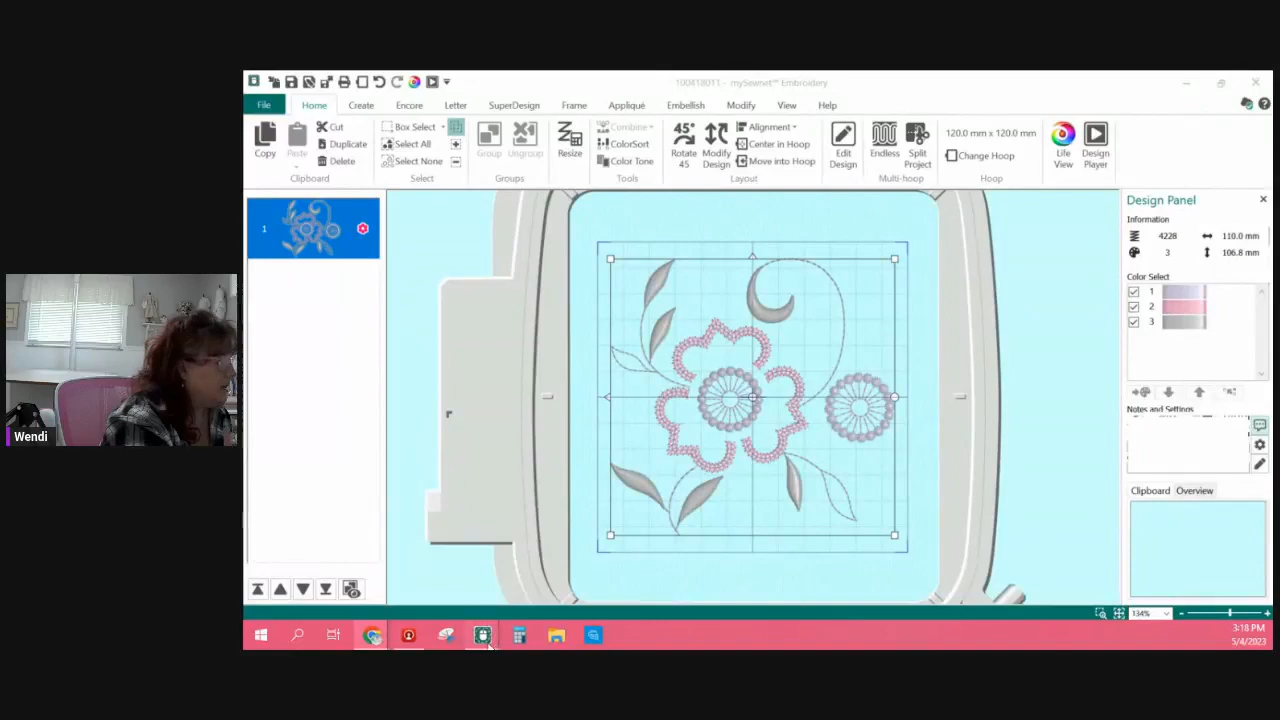 100418011 - mySewnet™ Embroidery
File Home Create Encore Letter SuperDesign Frame Appliqué Embellish Modify View Help
Copy Paste Cut Duplicate Delete Clipboard
Box Select Select All Select None Select
Group Ungroup Groups
Resize
Combine ColorSort Color Tone Tools
Rotate 45 Modify Design Alignment Center in Hoop Move into Hoop Layout
45°
Edit Design
Endless Split Project Multi-hoop
120.0 mm x 120.0 mm
Change Hoop
Hoop
Life View Design Player
1
Design Panel
Information
4228 110.0 mm
3 106.8 mm
Color Select
1
2
3
Notes and Settings
Clipboard Overview
134%
3:18 PM
5/4/2023
Wendi